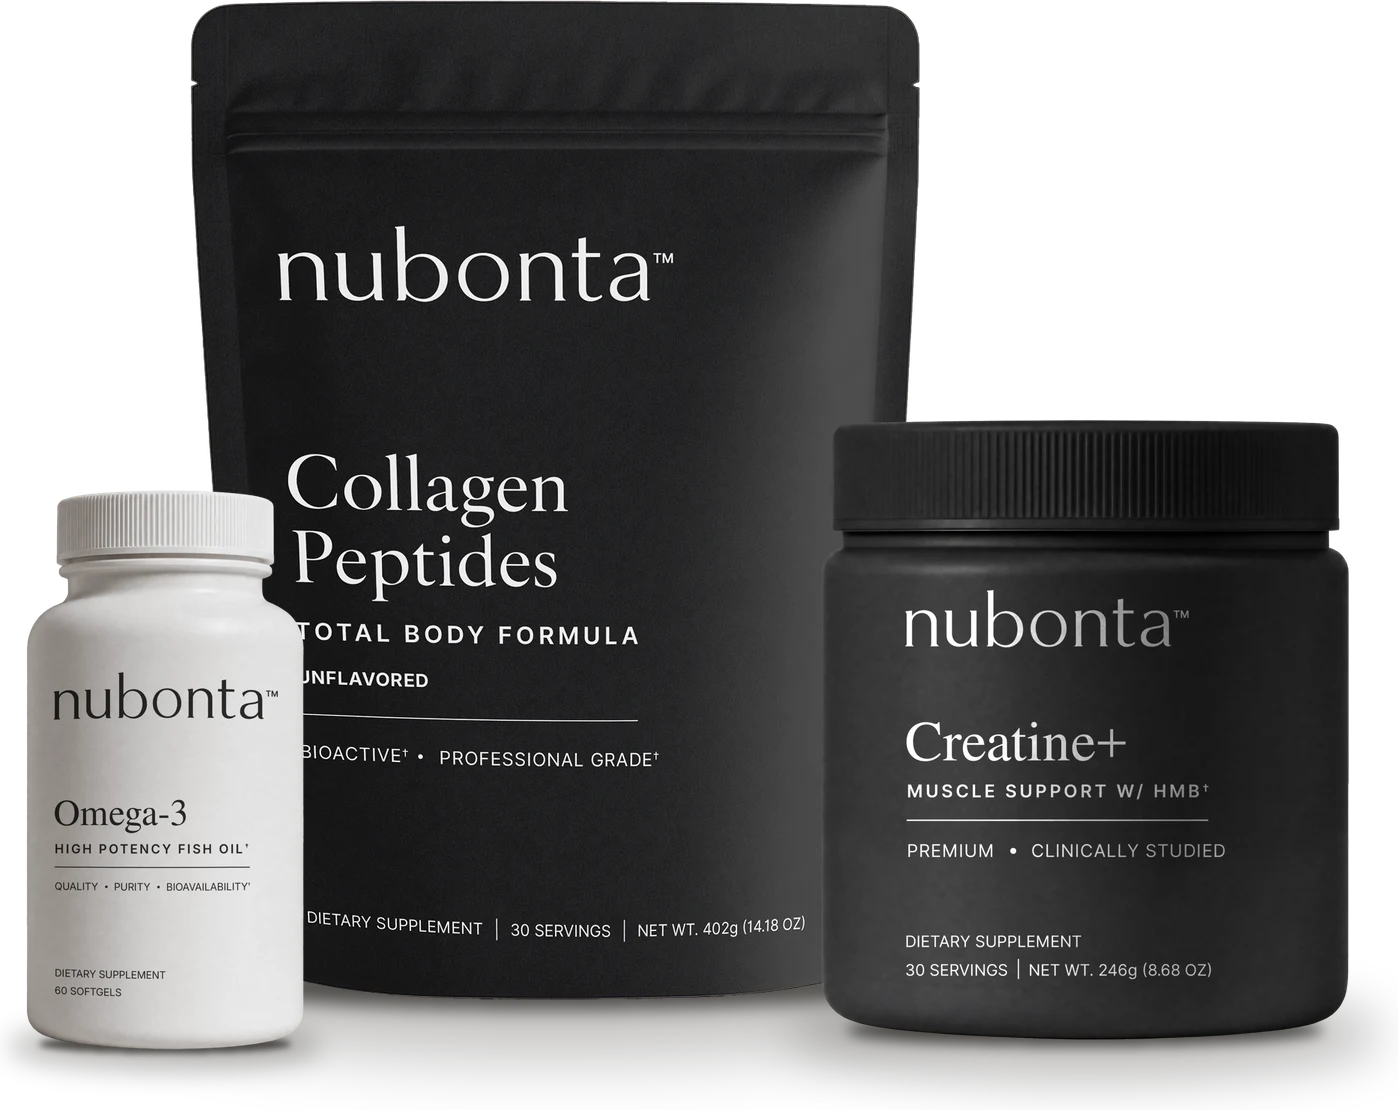 nubonta™
Collagen
Peptides
TOTAL BODY FORMULA
UNFLAVORED
BIOACTIVE† • PROFESSIONAL GRADE†
DIETARY SUPPLEMENT | 30 SERVINGS | NET WT. 402g (14.18 OZ)
nubonta™
Omega-3
HIGH POTENCY FISH OIL†
QUALITY • PURITY • BIOAVAILABILITY†
DIETARY SUPPLEMENT
60 SOFTGELS
nubonta™
Creatine+
MUSCLE SUPPORT W/ HMB†
PREMIUM • CLINICALLY STUDIED
DIETARY SUPPLEMENT
30 SERVINGS | NET WT. 246g (8.68 OZ)